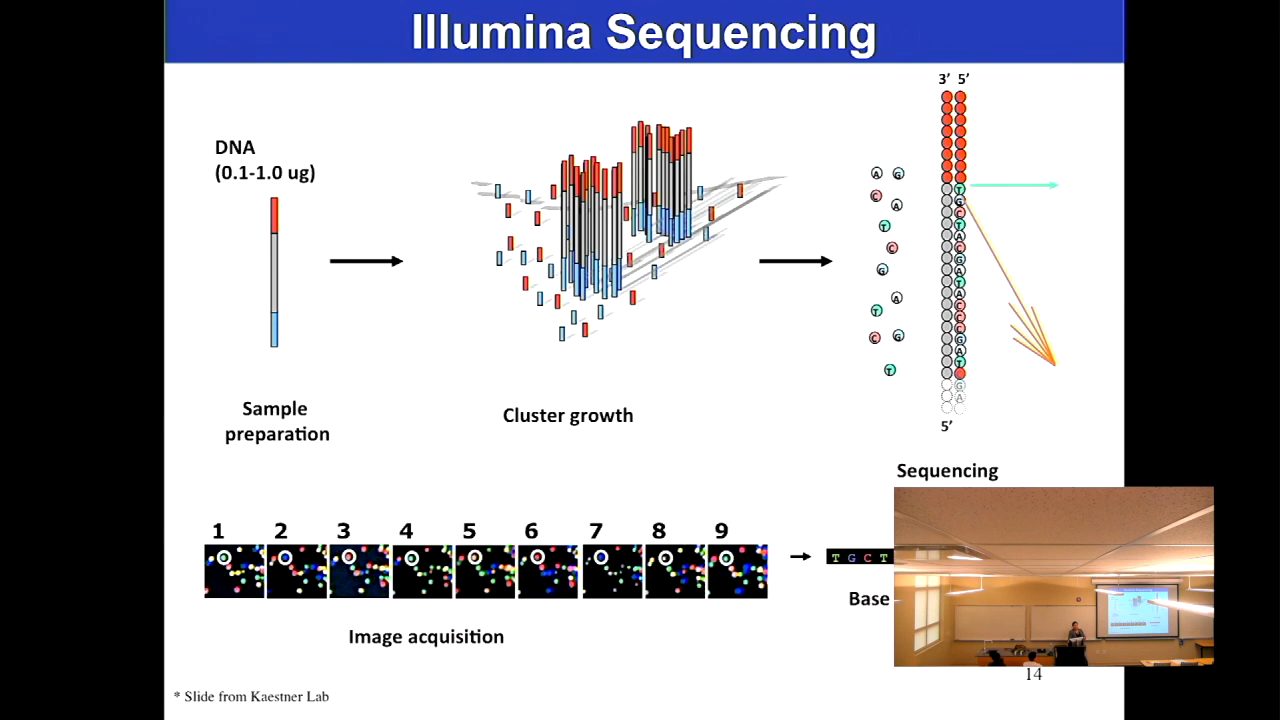 Illumina Sequencing
3’ 5’
DNA
(0.1-1.0 ug)
A G
C
A
T
C
G
A
T
C G
T
T
G
C
T
A
C
G
A
T
A
C
C
C
G
A
T
G
A
5’
Sample
preparation
Cluster growth
Sequencing
1 2 3 4 5 6 7 8 9
T G C T
Base
Image acquisition
14
* Slide from Kaestner Lab